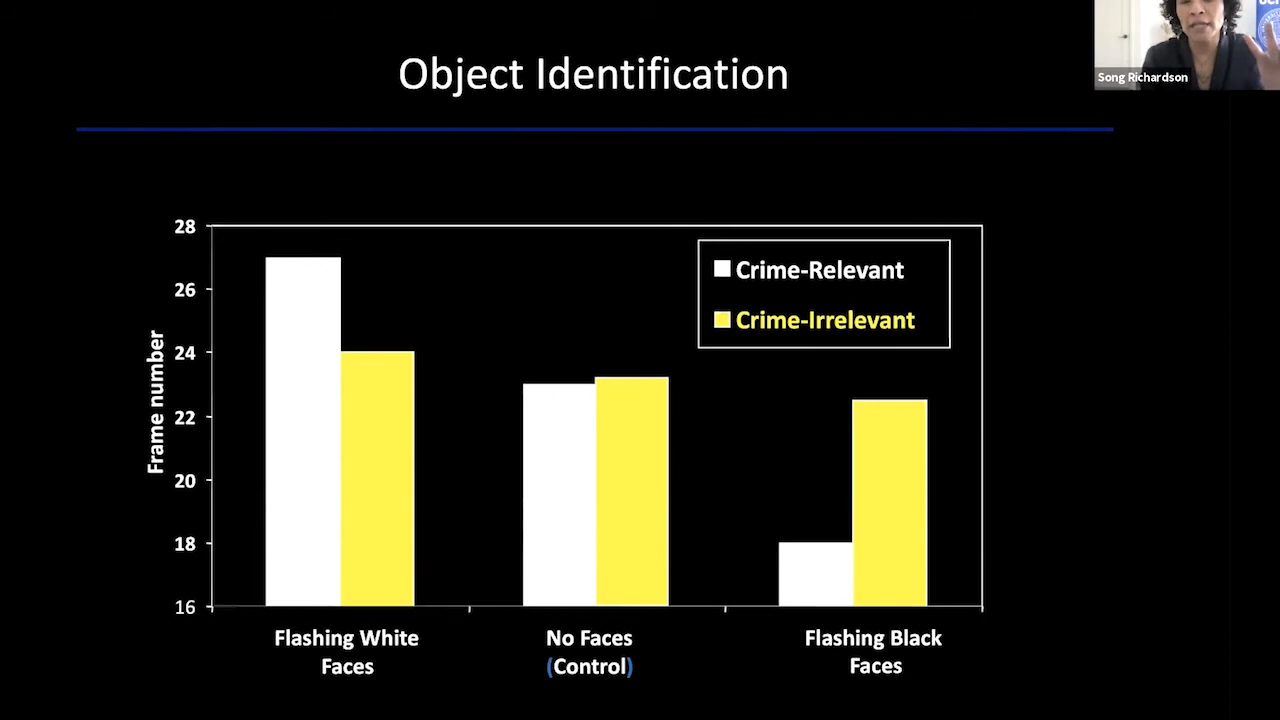 Object Identification
Song Richardson
28
26
24
22
20
18
16
Frame number
Crime-Relevant
Crime-Irrelevant
Flashing White
Faces
No Faces
(Control)
Flashing Black
Faces